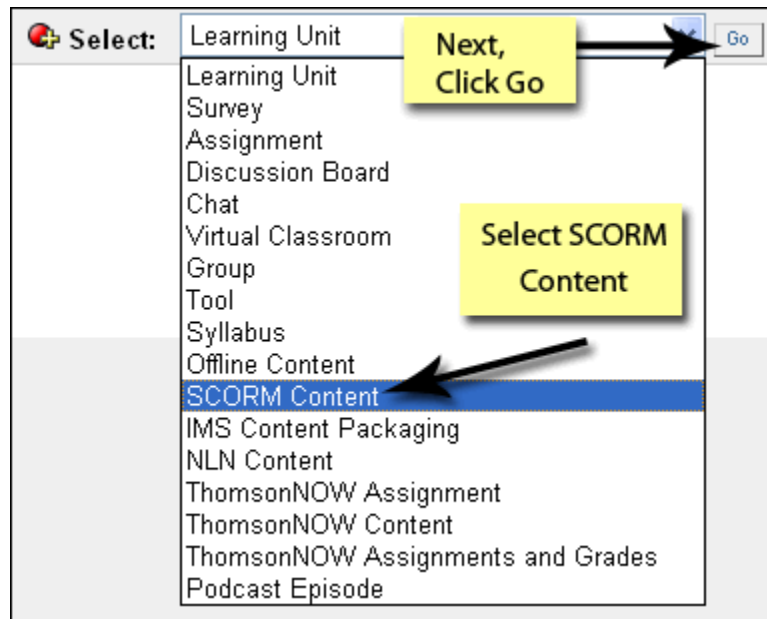 Select:
Learning Unit
Next,
Click Go
Go
Learning Unit
Survey
Assignment
Discussion Board
Chat
Virtual Classroom
Group
Tool
Syllabus
Offline Content
SCORM Content
IMS Content Packaging
NLN Content
ThomsonNOW Assignment
ThomsonNOW Content
ThomsonNOW Assignments and Grades
Podcast Episode
Select SCORM
Content